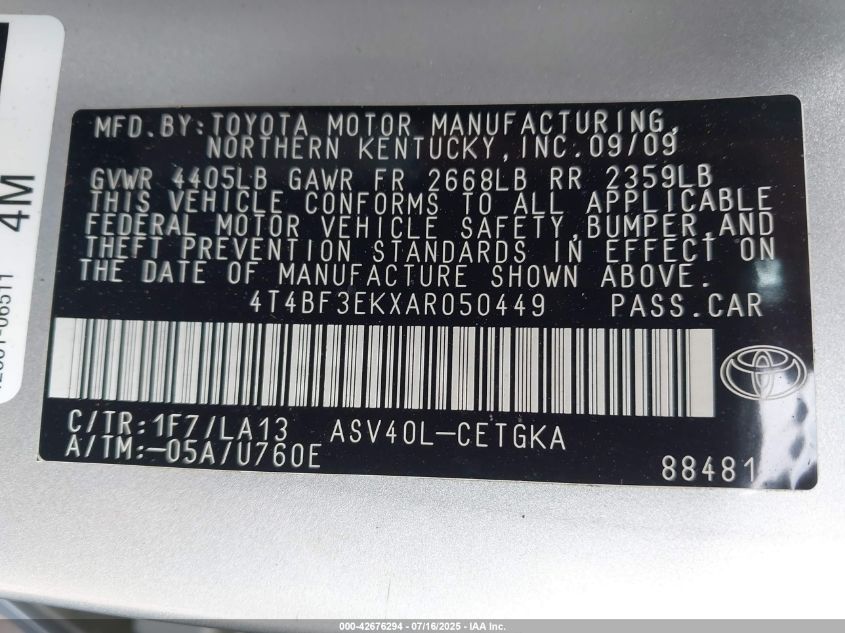 4M
MFD.BY:TOYOTA MOTOR MANUFACTURING,
NORTHERN KENTUCKY,INC.09/09
GVWR 4405LB GAWR FR 2668LB RR 2359LB
THIS VEHICLE CONFORMS TO ALL APPLICABLE
FEDERAL MOTOR VEHICLE SAFETY,BUMPER,AND
THEFT PREVENTION STANDARDS IN EFFECT ON
THE DATE OF MANUFACTURE SHOWN ABOVE.
4T4BF3EKXAR050449 PASS.CAR
C/TR:1F7/LA13 ASV40L-CETGKA
A/TM:-05A/U760E
88481
000-42676294 - 07/16/2025 - IAA Inc.